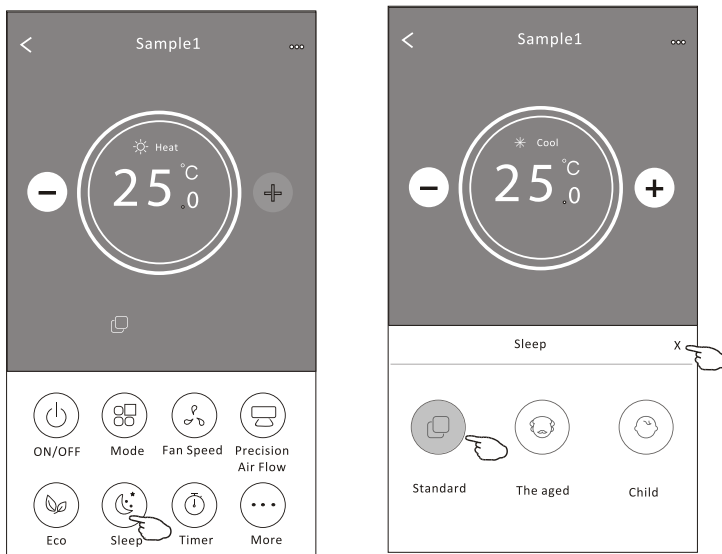 Sample1
Heat
25.0°C
ON/OFF
Mode
Fan Speed
Precision
Air Flow
Eco
Sleep
Timer
More
Sample1
Cool
25.0°C
Sleep
X
Standard
The aged
Child